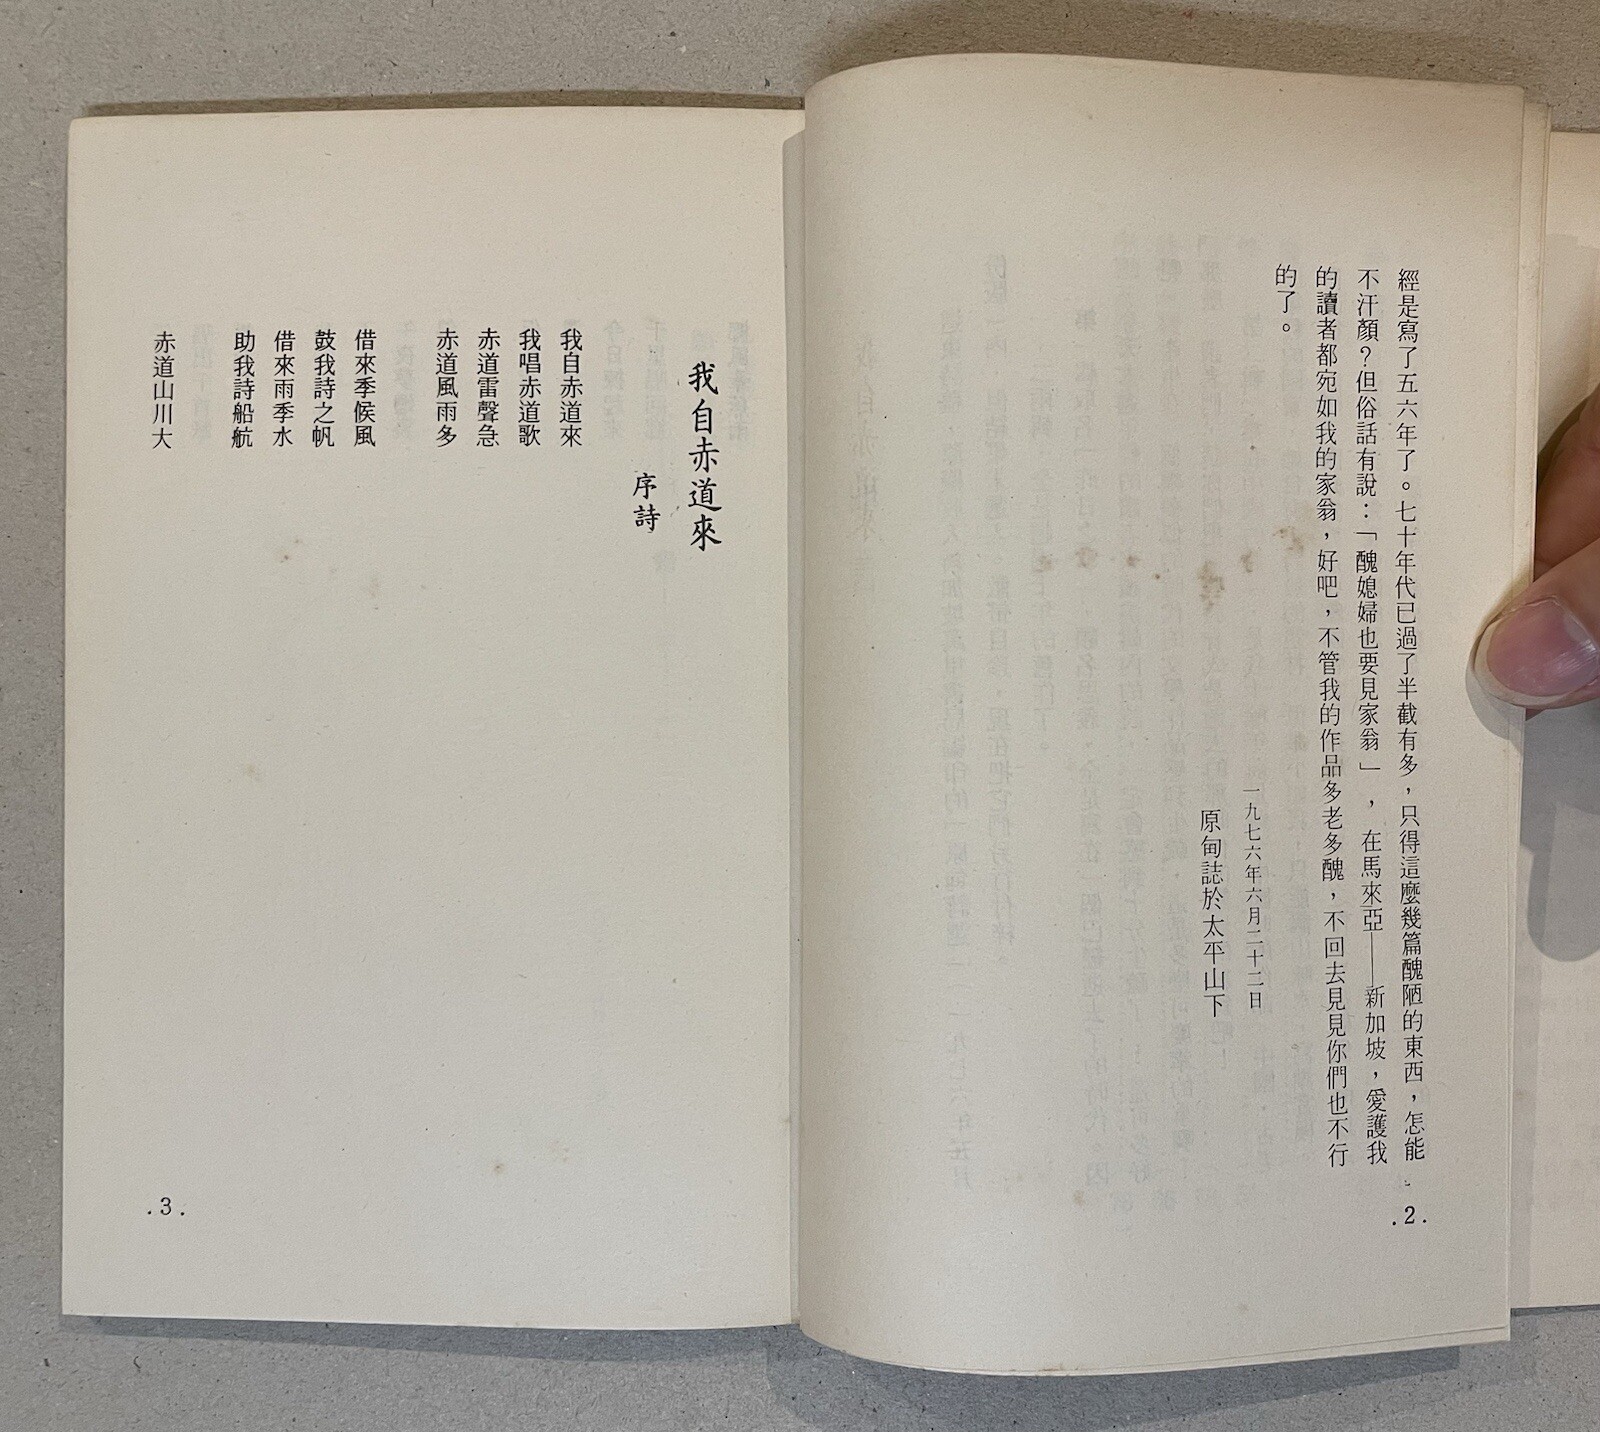 經是寫了五六年了。七十年代已過了半截有多，只得這麼幾篇醜陋的東西，怎能
不汗顏？但俗話有說：「醜媳婦也要見家翁」，在馬來亞——新加坡，愛護我
的讀者都宛如我的家翁，好吧，不管我的作品多老多醜，不回去見見你們也不行
的了。
一九七六年六月二十二日
原甸誌於太平山下
.2.
我自赤道來
序詩
我自赤道來
我唱赤道歌
赤道雷聲急
赤道風雨多
借來季候風
鼓我詩之帆
借來雨季水
助我詩船航
赤道山川大
.3.